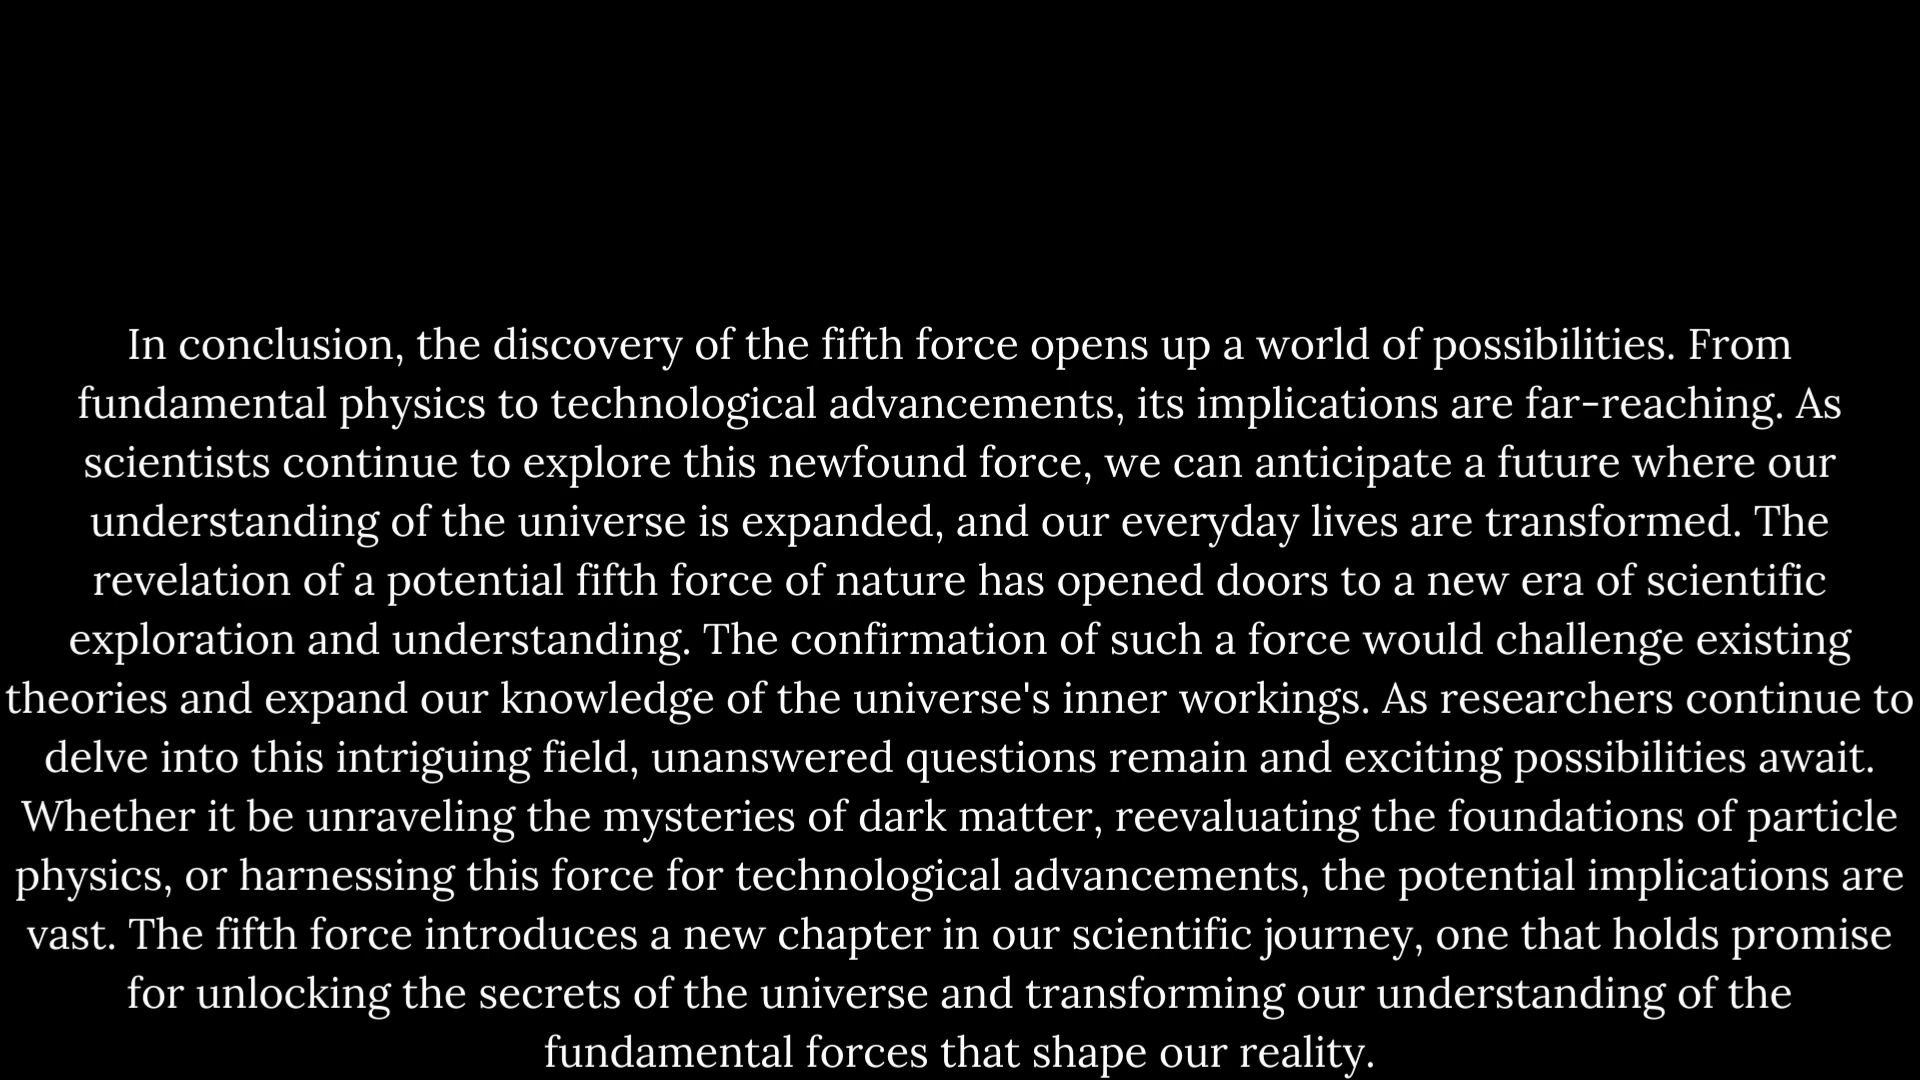 In conclusion, the discovery of the fifth force opens up a world of possibilities. From
fundamental physics to technological advancements, its implications are far-reaching. As
scientists continue to explore this newfound force, we can anticipate a future where our
understanding of the universe is expanded, and our everyday lives are transformed. The
revelation of a potential fifth force of nature has opened doors to a new era of scientific
exploration and understanding. The confirmation of such a force would challenge existing
theories and expand our knowledge of the universe's inner workings. As researchers continue to
delve into this intriguing field, unanswered questions remain and exciting possibilities await.
Whether it be unraveling the mysteries of dark matter, reevaluating the foundations of particle
physics, or harnessing this force for technological advancements, the potential implications are
vast. The fifth force introduces a new chapter in our scientific journey, one that holds promise
for unlocking the secrets of the universe and transforming our understanding of the
fundamental forces that shape our reality.